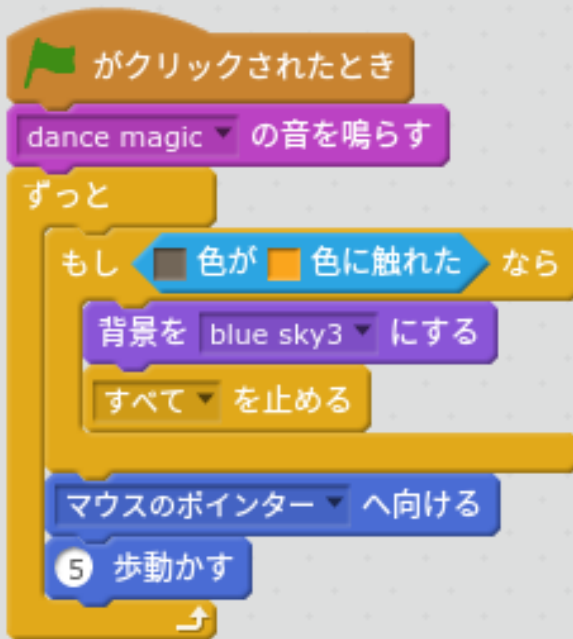 がクリックされたとき
dance magic の音を鳴らす
ずっと
もし 色が 色に触れた なら
背景を blue sky3 にする
すべて を止める
マウスのポインター へ向ける
5 歩動かす